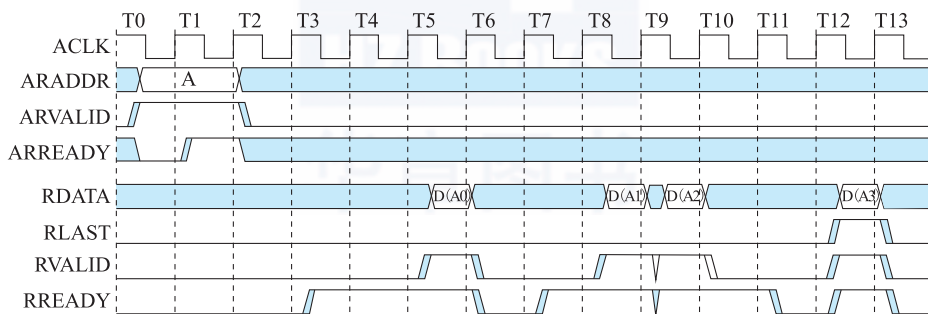 T0 T1 T2 T3 T4 T5 T6 T7 T8 T9 T10 T11 T12 T13
ACLK
ARADDR A
ARVALID
ARREADY
RDATA D(A0) D(A1) D(A2) D(A3)
RLAST
RVALID
RREADY